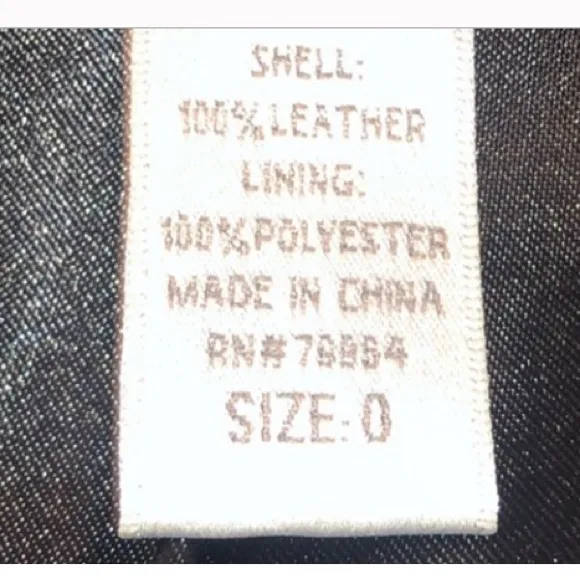 SHELL:
100% LEATHER
LINING:
100% POLYESTER
MADE IN CHINA
SIZE: 0